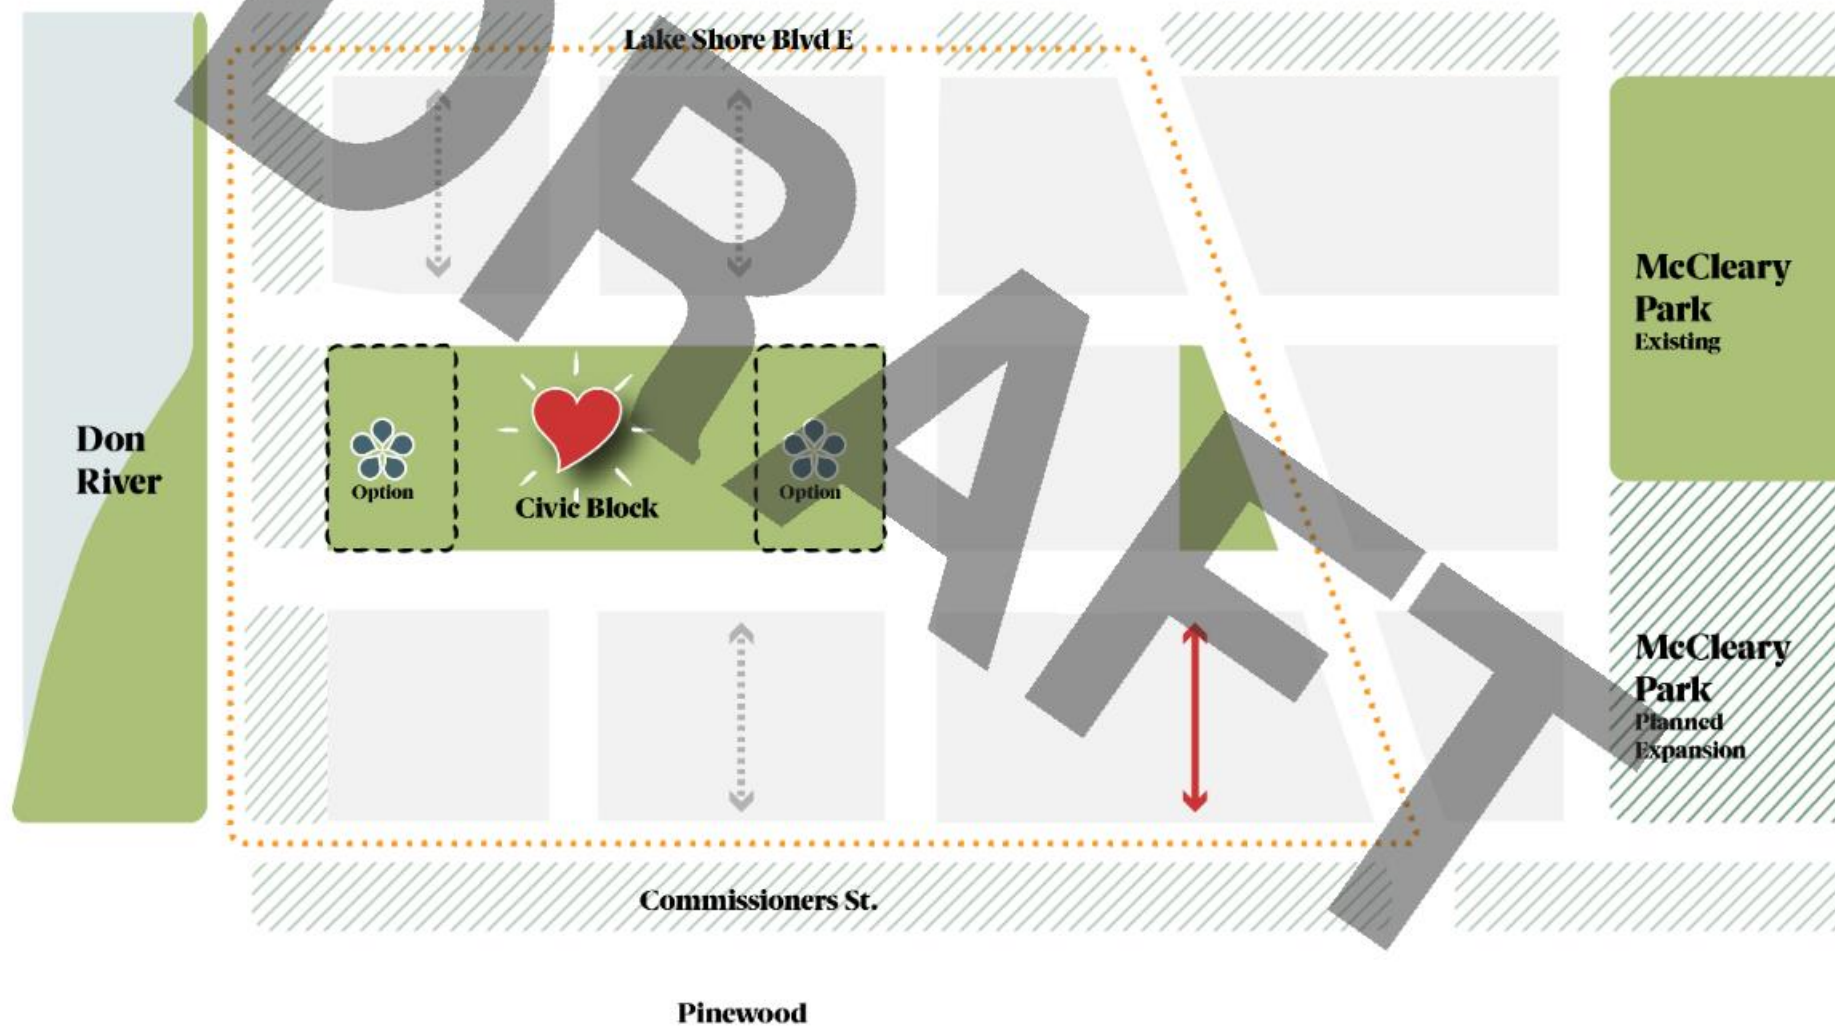 DRAFT
Lake Shore Blvd E
McCleary
Park
Existing
Don
River
Option
Civic Block
Option
McCleary
Park
Planned
Expansion
Commissioners St.
Pinewood